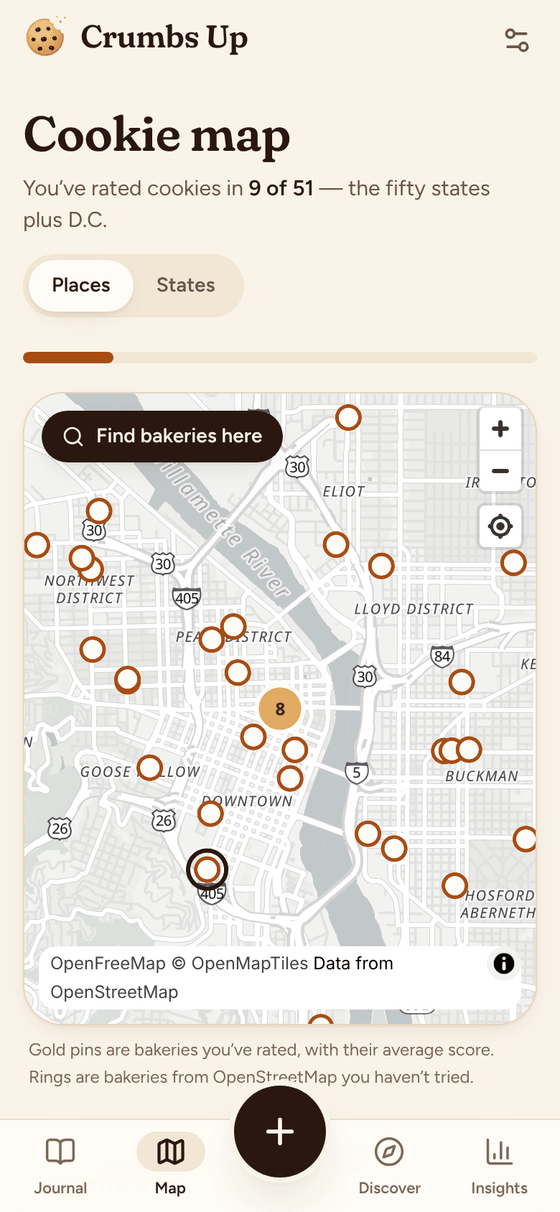 Crumbs Up
Cookie map
You’ve rated cookies in 9 of 51 — the fifty states
plus D.C.
Places
States
Find bakeries here
30
ELIOT
Willamette River
30
30
405
NORTHWEST
DISTRICT
LLOYD DISTRICT
DISTRICT
84
30
8
5
BUCKMAN
GOOSE
DOWNTOWN
26
26
405
HOSFORD
ABERNETH
OpenFreeMap © OpenMapTiles Data from
OpenStreetMap
Gold pins are bakeries you’ve rated, with their average score.
Rings are bakeries from OpenStreetMap you haven’t tried.
Journal
Map
Discover
Insights